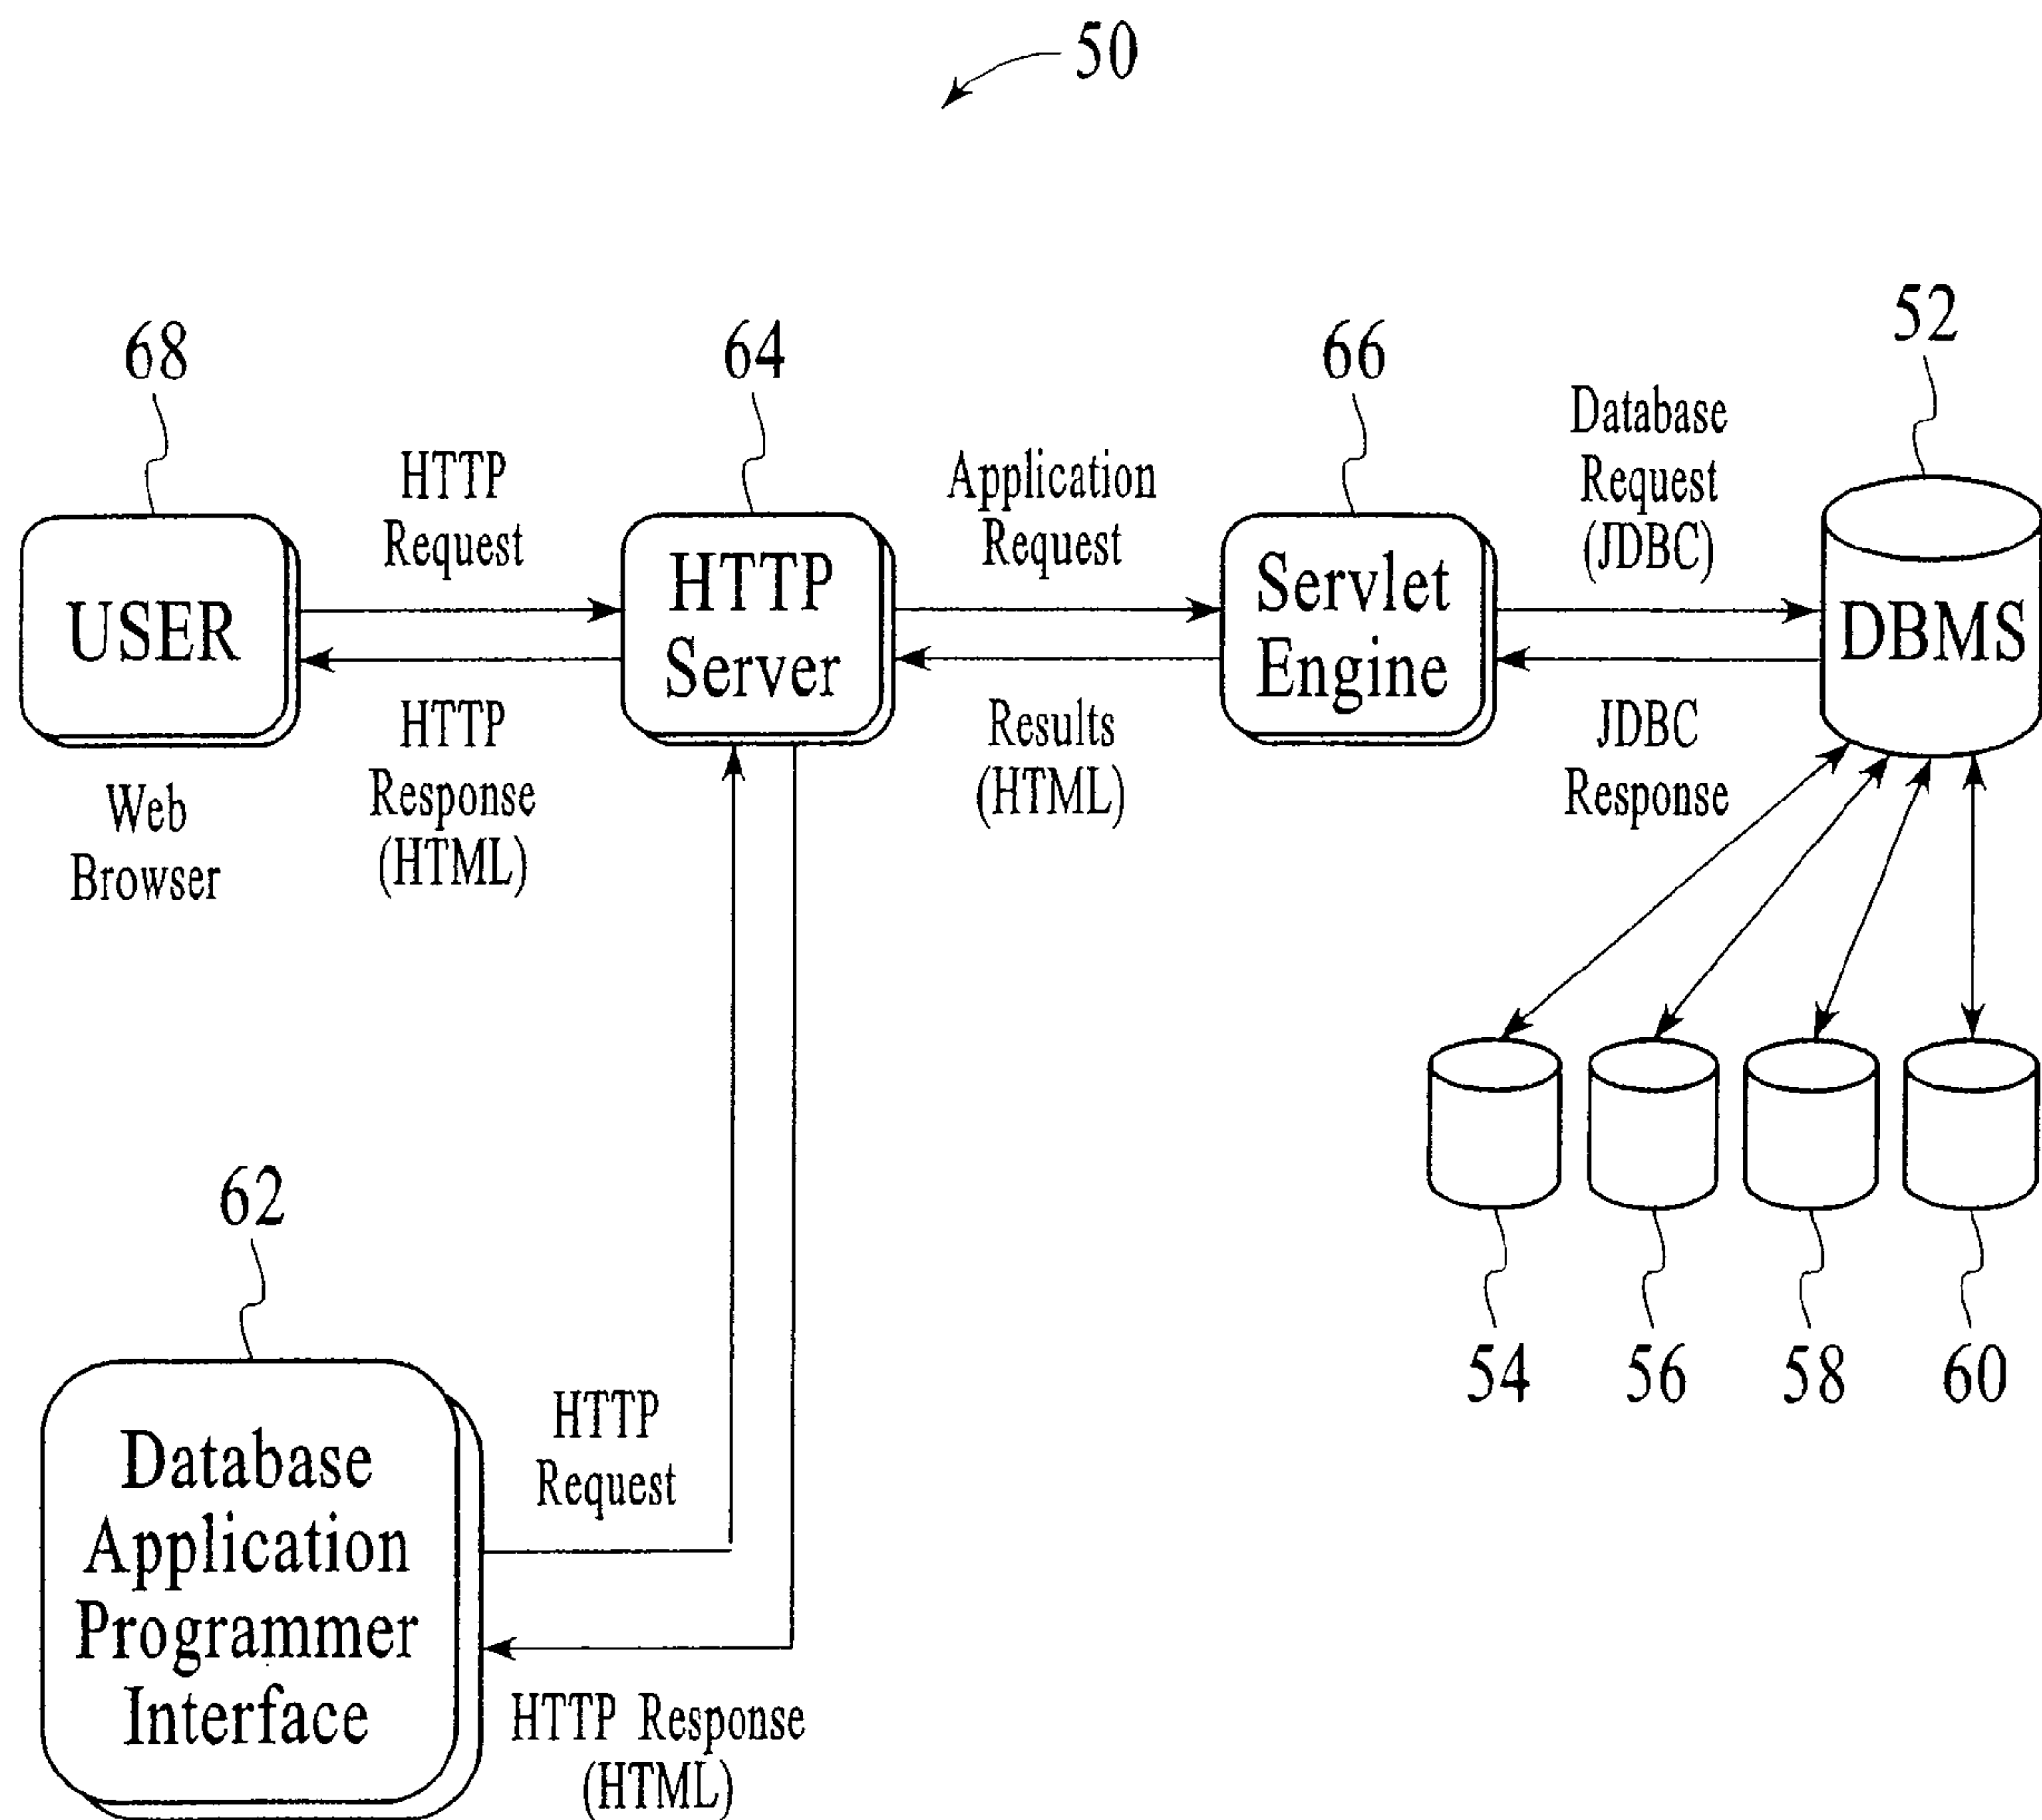 50
68
64
66
52
HTTP
Request
Application
Request
Database
Request
(JDBC)
USER
HTTP
Server
Servlet
Engine
DBMS
Web
Browser
HTTP
Response
(HTML)
Results
(HTML)
JDBC
Response
62
54
56
58
60
Database
Application
Programmer
Interface
HTTP
Request
HTTP Response
(HTML)